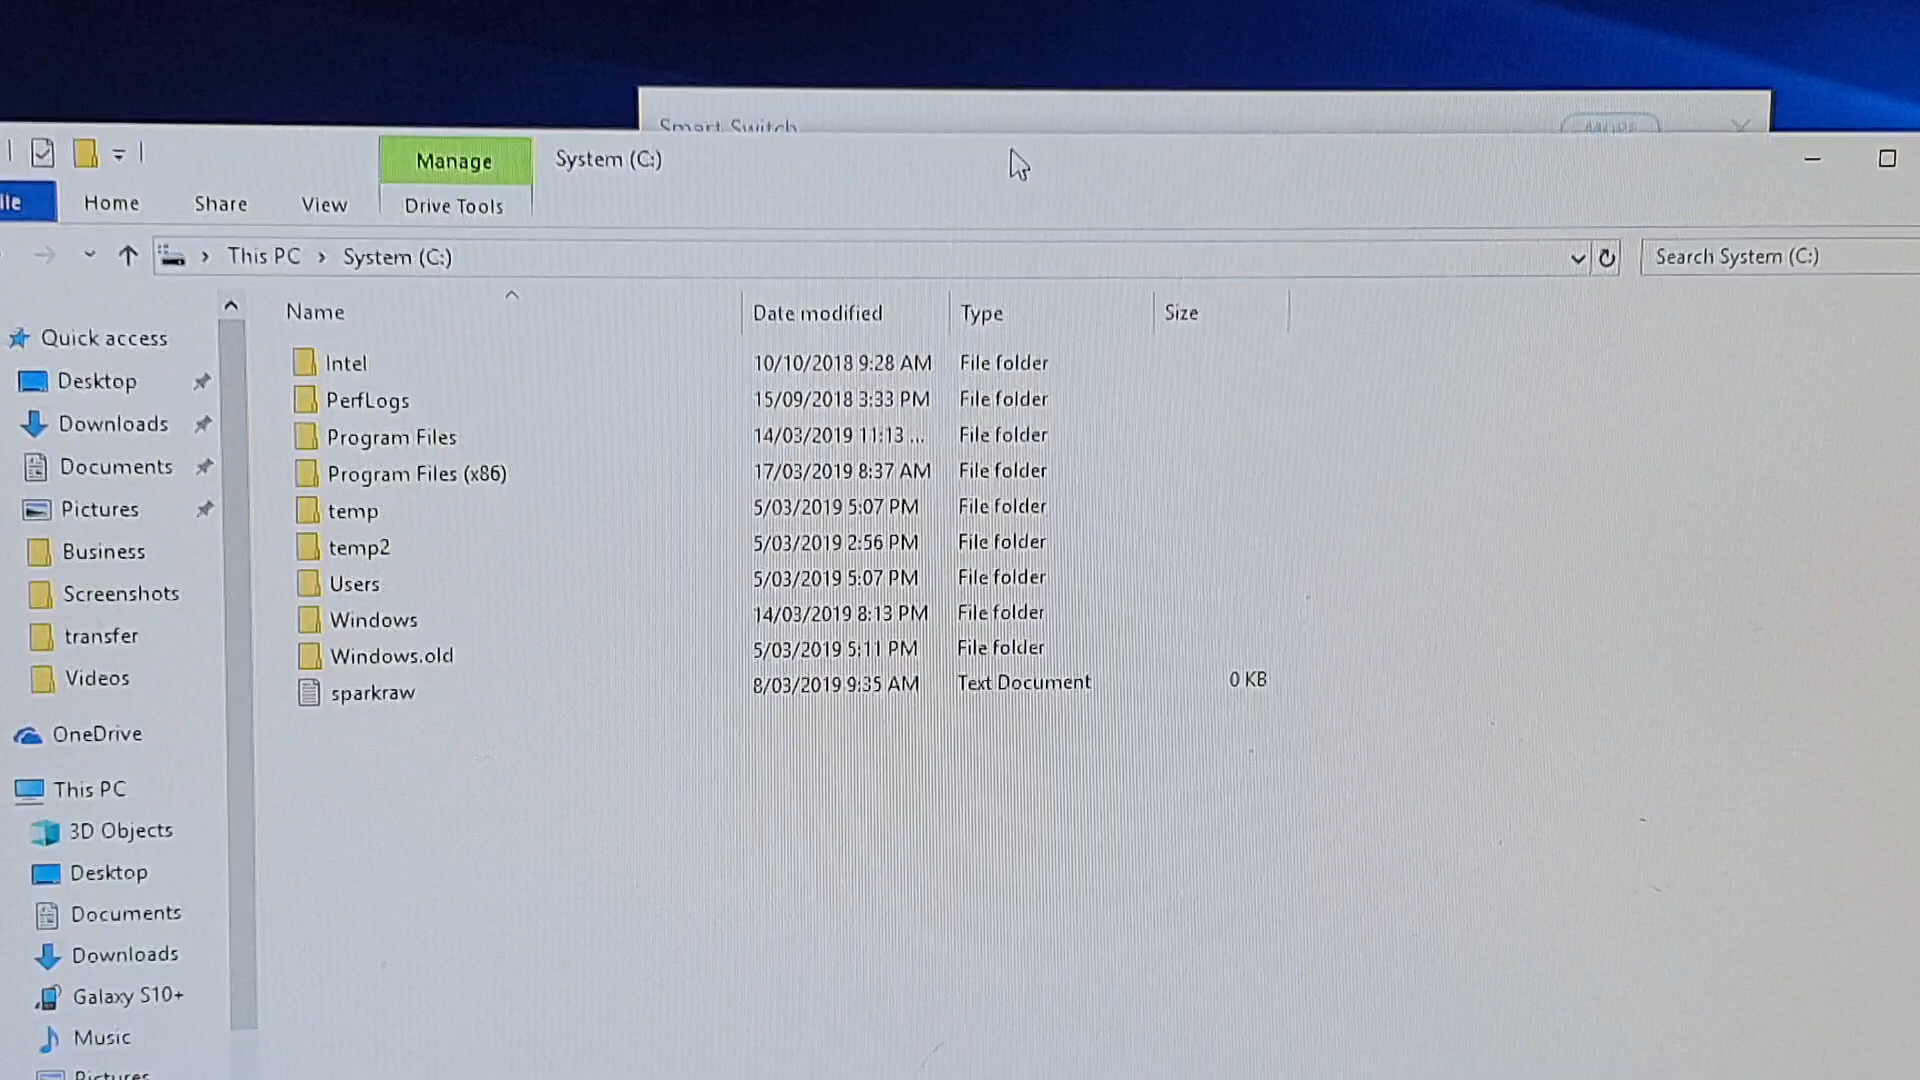 Smart Switch
MORE
Manage
System (C:)
ile
Home
Share
View
Drive Tools
This PC
System (C:)
Search System (C:)
Name
Date modified
Type
Size
Quick access
Desktop
Downloads
Documents
Pictures
Business
Screenshots
transfer
Videos
OneDrive
This PC
3D Objects
Desktop
Documents
Downloads
Galaxy S10+
Music
Pictures
Intel 10/10/2018 9:28 AM File folder
PerfLogs 15/09/2018 3:33 PM File folder
Program Files 14/03/2019 11:13 ... File folder
Program Files (x86) 17/03/2019 8:37 AM File folder
temp 5/03/2019 5:07 PM File folder
temp2 5/03/2019 2:56 PM File folder
Users 5/03/2019 5:07 PM File folder
Windows 14/03/2019 8:13 PM File folder
Windows.old 5/03/2019 5:11 PM File folder
sparkraw 8/03/2019 9:35 AM Text Document 0 KB